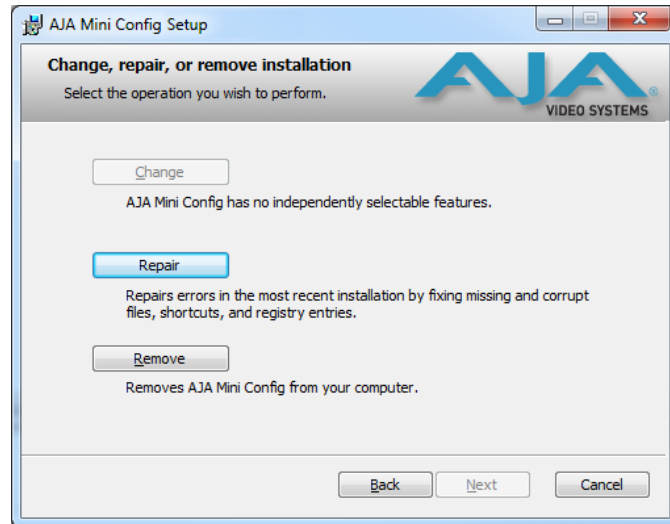 AJA Mini Config Setup
Change, repair, or remove installation
Select the operation you wish to perform.
AJA®
VIDEO SYSTEMS
Change
AJA Mini Config has no independently selectable features.
Repair
Repairs errors in the most recent installation by fixing missing and corrupt
files, shortcuts, and registry entries.
Remove
Removes AJA Mini Config from your computer.
Back Next Cancel